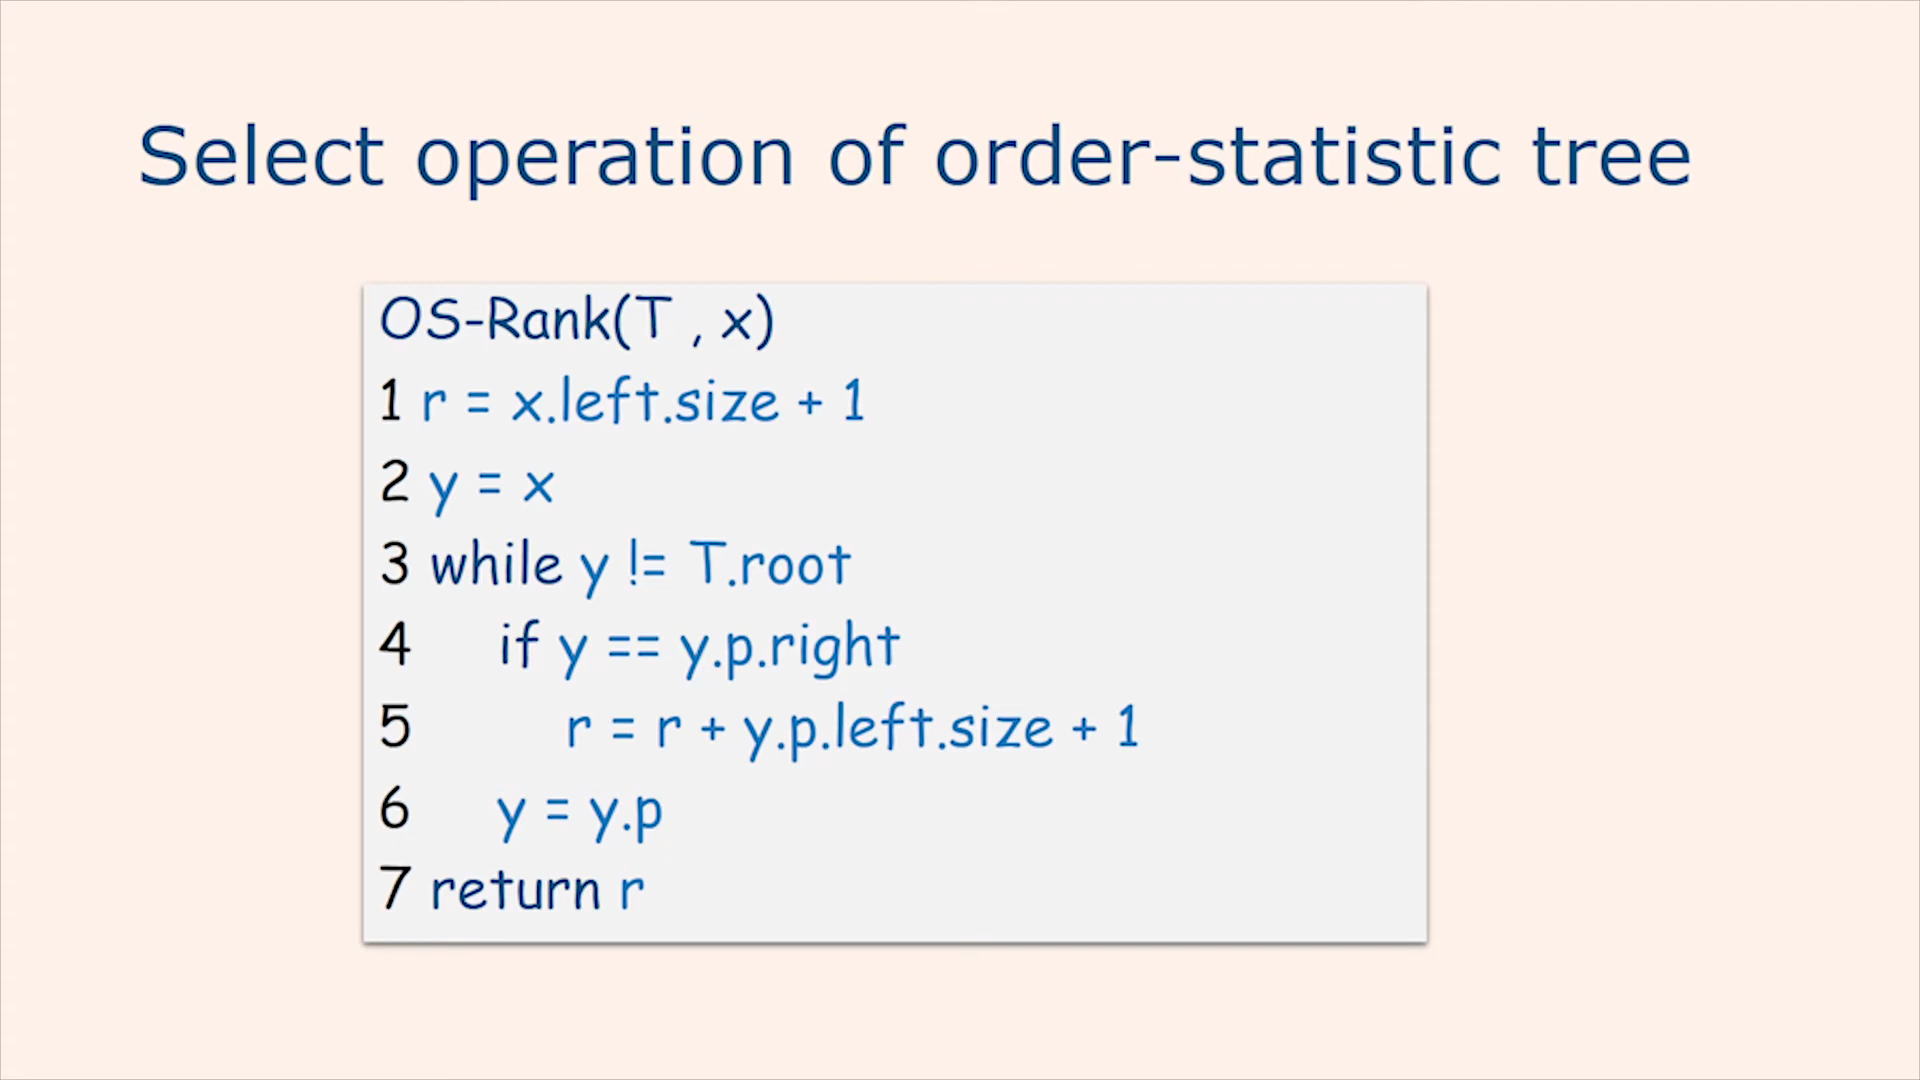 Select operation of order-statistic tree
OS-Rank(T , x)
1 r = x.left.size + 1
2 y = x
3 while y != T.root
4 if y == y.p.right
5 r = r + y.p.left.size + 1
6 y = y.p
7 return r